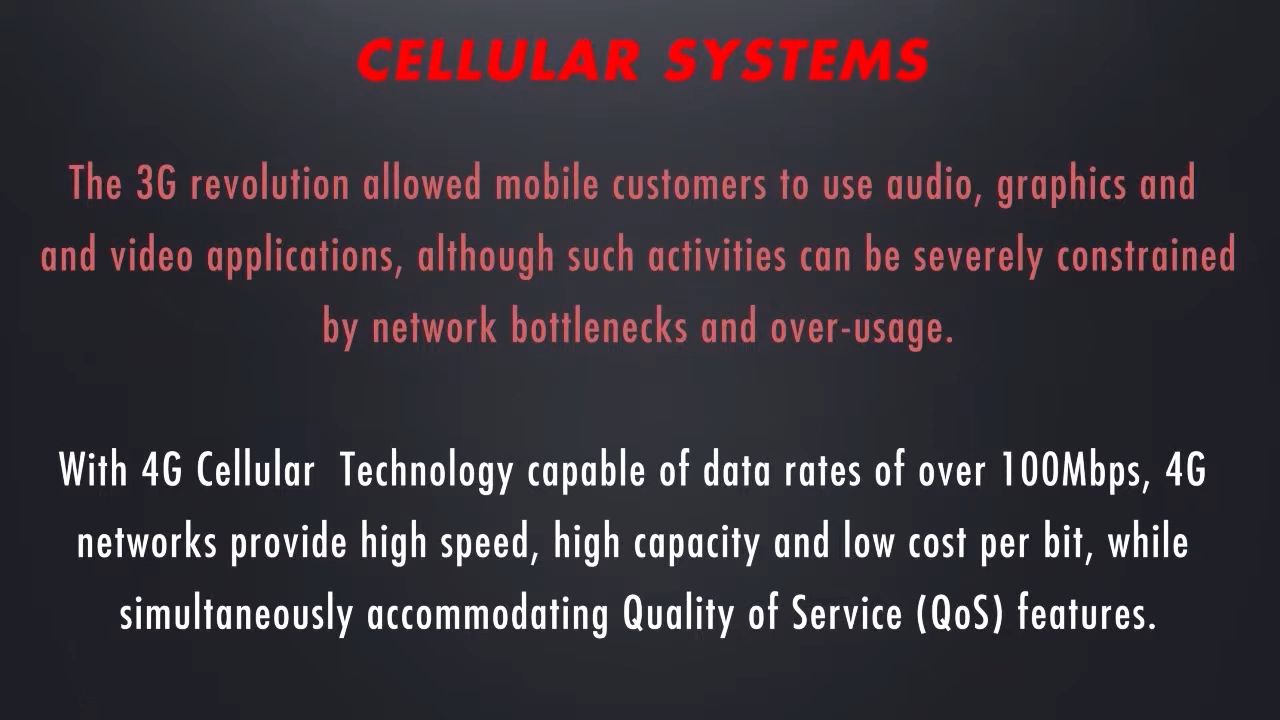 CELLULAR SYSTEMS
The 3G revolution allowed mobile customers to use audio, graphics and
and video applications, although such activities can be severely constrained
by network bottlenecks and over-usage.
With 4G Cellular  Technology capable of data rates of over 100Mbps, 4G
networks provide high speed, high capacity and low cost per bit, while
simultaneously accommodating Quality of Service (QoS) features.